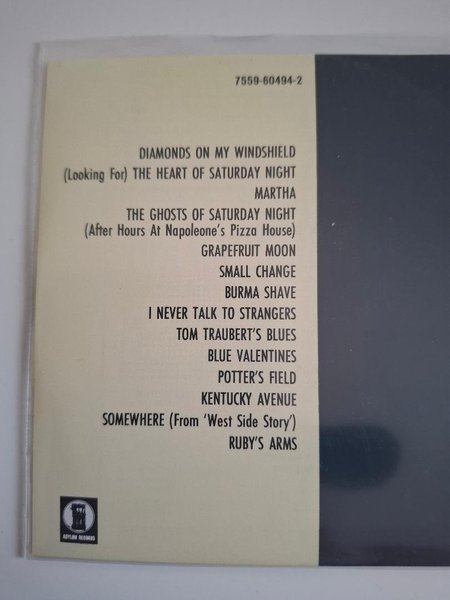 7559-60494-2
DIAMONDS ON MY WINDSHIELD
(Looking For) THE HEART OF SATURDAY NIGHT
MARTHA
THE GHOSTS OF SATURDAY NIGHT
(After Hours At Napoleone's Pizza House)
GRAPEFRUIT MOON
SMALL CHANGE
BURMA SHAVE
I NEVER TALK TO STRANGERS
TOM TRAUBERT'S BLUES
BLUE VALENTINES
POTTER'S FIELD
KENTUCKY AVENUE
SOMEWHERE (From 'West Side Story')
RUBY'S ARMS
ASYLUM RECORDS